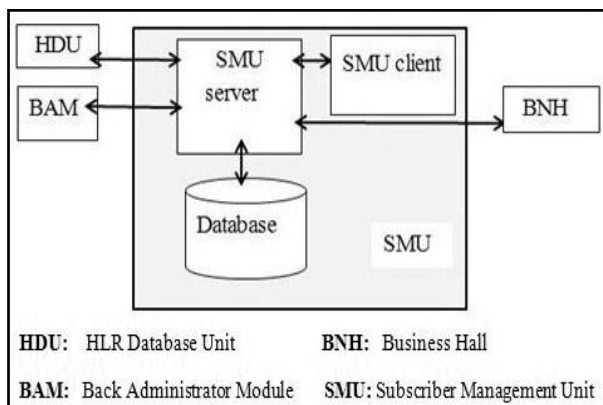 HDU
SMU
server
SMU client
BAM
BNH
Database
SMU
HDU: HLR Database Unit
BNH: Business Hall
BAM: Back Administrator Module
SMU: Subscriber Management Unit